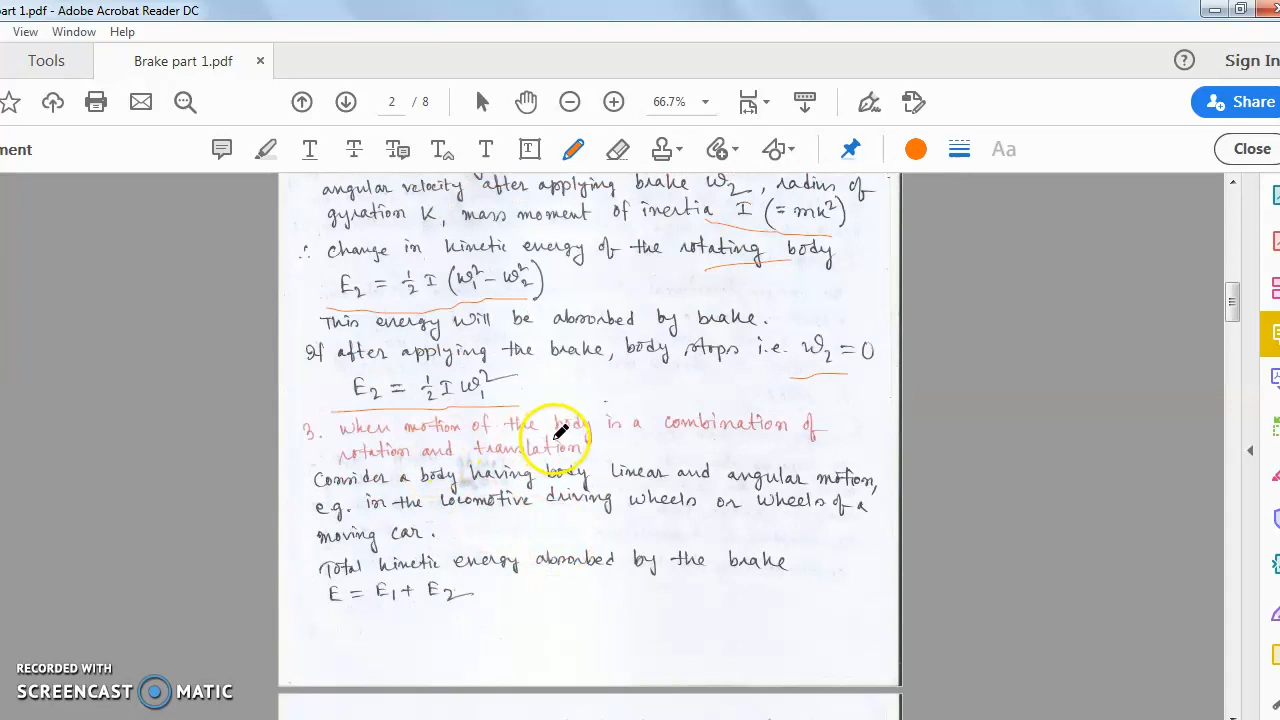 part 1.pdf - Adobe Acrobat Reader DC
View Window Help
Tools
Brake part 1.pdf ×
? Sign In
2 / 8
66.7%
Share
ment
Aa
Close
angular velocity after applying brake ω2, radius of
gyration K, mass moment of inertia I (= mk²)
∴ change in kinetic energy of the rotating body
E2 = ½ I (ω1² – ω2²)
This energy will be absorbed by brake.
If after applying the brake, body stops i.e. ω2 = 0
E2 = ½ I ω1²
3. When motion of the body is a combination of
rotation and translation
Consider a body having body linear and angular motion,
e.g. in the locomotive driving wheels or wheels of a
moving car.
Total kinetic energy absorbed by the brake
E = E1 + E2
RECORDED WITH
SCREENCAST MATIC